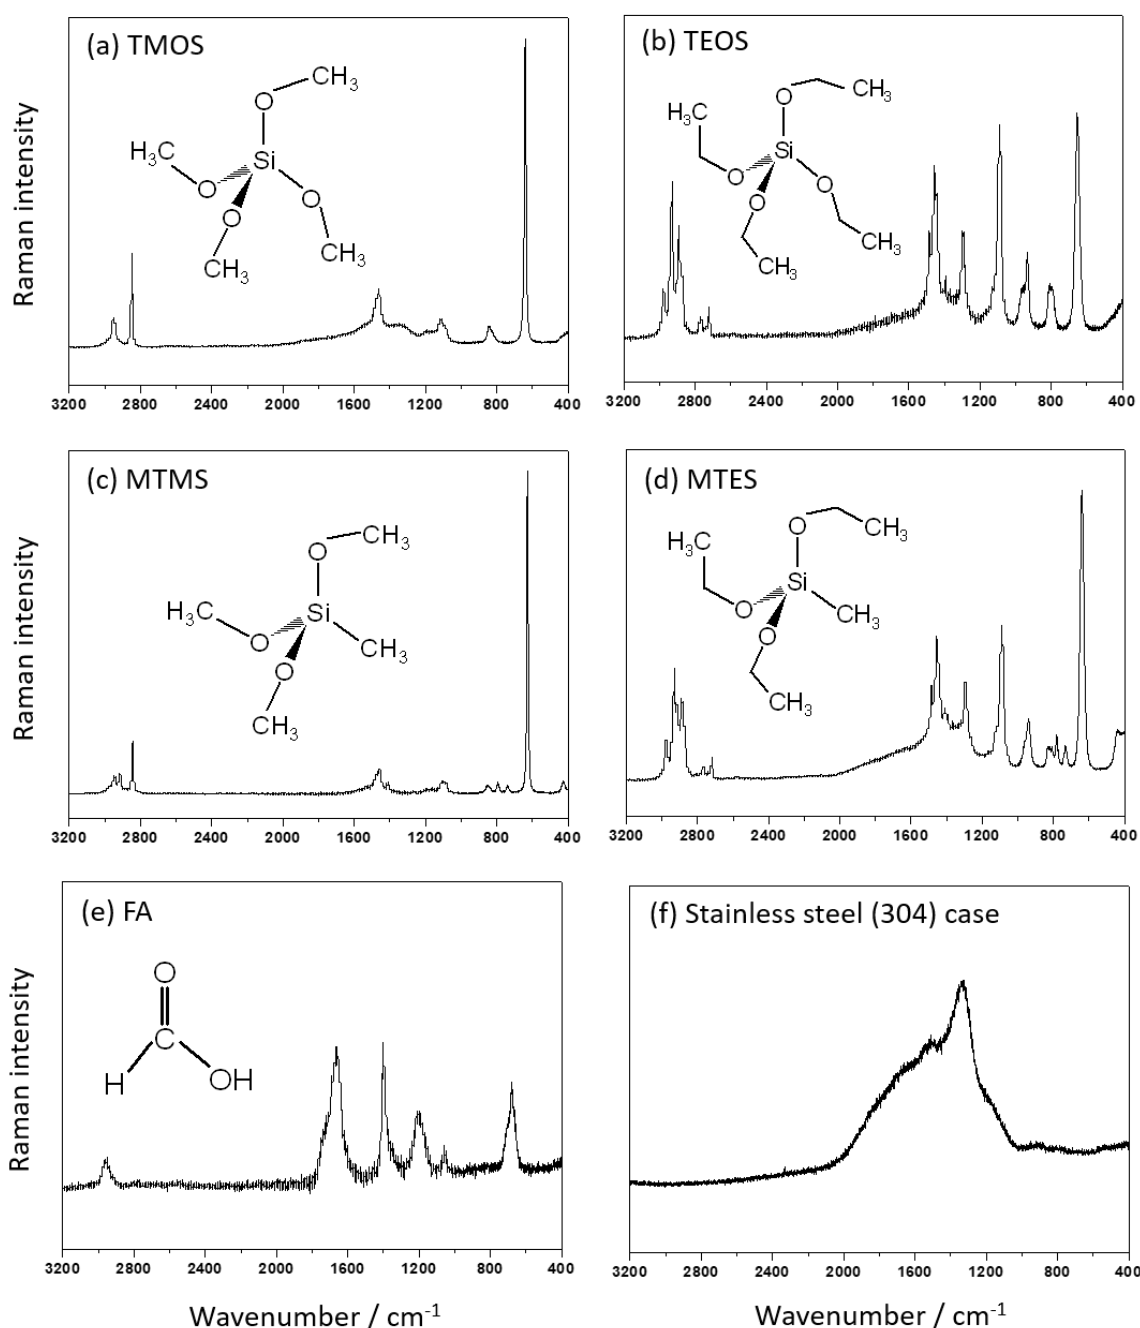 (a) TMOS
CH3
O
H3C
Si
O
O
O
CH3
CH3
Raman intensity
3200 2800 2400 2000 1600 1200 800 400
(b) TEOS
O
CH3
H3C
Si
O
O
O
CH3
CH3
3200 2800 2400 2000 1600 1200 800 400
(c) MTMS
CH3
O
H3C
Si
O
CH3
O
CH3
Raman intensity
3200 2800 2400 2000 1600 1200 800 400
(d) MTES
O
CH3
H3C
Si
O
CH3
O
CH3
3200 2800 2400 2000 1600 1200 800 400
(e) FA
O
C
H
OH
Raman intensity
3200 2800 2400 2000 1600 1200 800 400
Wavenumber / cm-1
(f) Stainless steel (304) case
3200 2800 2400 2000 1600 1200 800 400
Wavenumber / cm-1